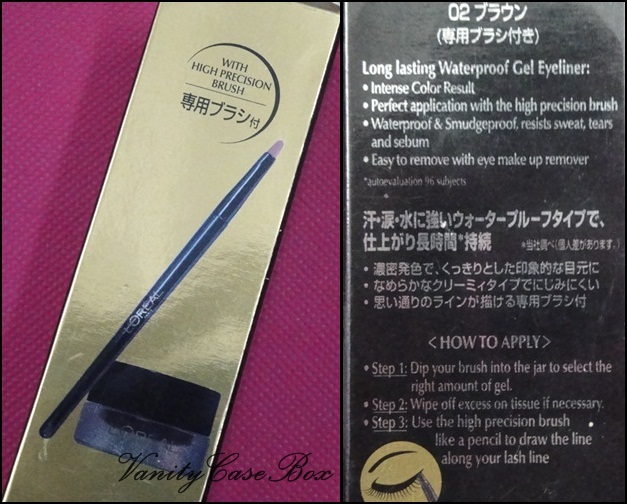 WITH
HIGH PRECISION
BRUSH
専用ブラシ付
L'OREAL
L'OREAL
VanityCaseBox
02 ブラウン
(専用ブラシ付き)
Long lasting Waterproof Gel Eyeliner:
• Intense Color Result
• Perfect application with the high precision brush
• Waterproof & Smudgeproof, resists sweat, tears
and sebum
• Easy to remove with eye make up remover
*autoevaluation 96 subjects
汗・涙・水に強いウォータープルーフタイプで、
仕上がり長時間*持続 *当社調べ(個人差があります。)
・濃密発色で、くっきりとした印象的な目元に
・なめらかなクリーミィタイプでにじみにくい
・思い通りのラインが描ける専用ブラシ付
<HOW TO APPLY>
• Step 1: Dip your brush into the jar to select the
right amount of gel.
• Step 2: Wipe off excess on tissue if necessary.
• Step 3: Use the high precision brush
like a pencil to draw the line
along your lash line